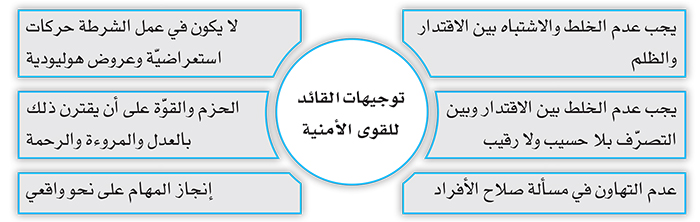 توجيهات القائد
للقوى الأمنية
يجب عدم الخلط والاشتباه بين الاقتدار
والظلم
يجب عدم الخلط بين الاقتدار وبين
التصرّف بلا حسيب ولا رقيب
عدم التهاون في مسألة صلاح الأفراد
لا يكون في عمل الشرطة حركات
استعراضيّة وعروض هوليودية
الحزم والقوّة على أن يقترن ذلك
بالعدل والمروءة والرحمة
إنجاز المهام على نحو واقعي